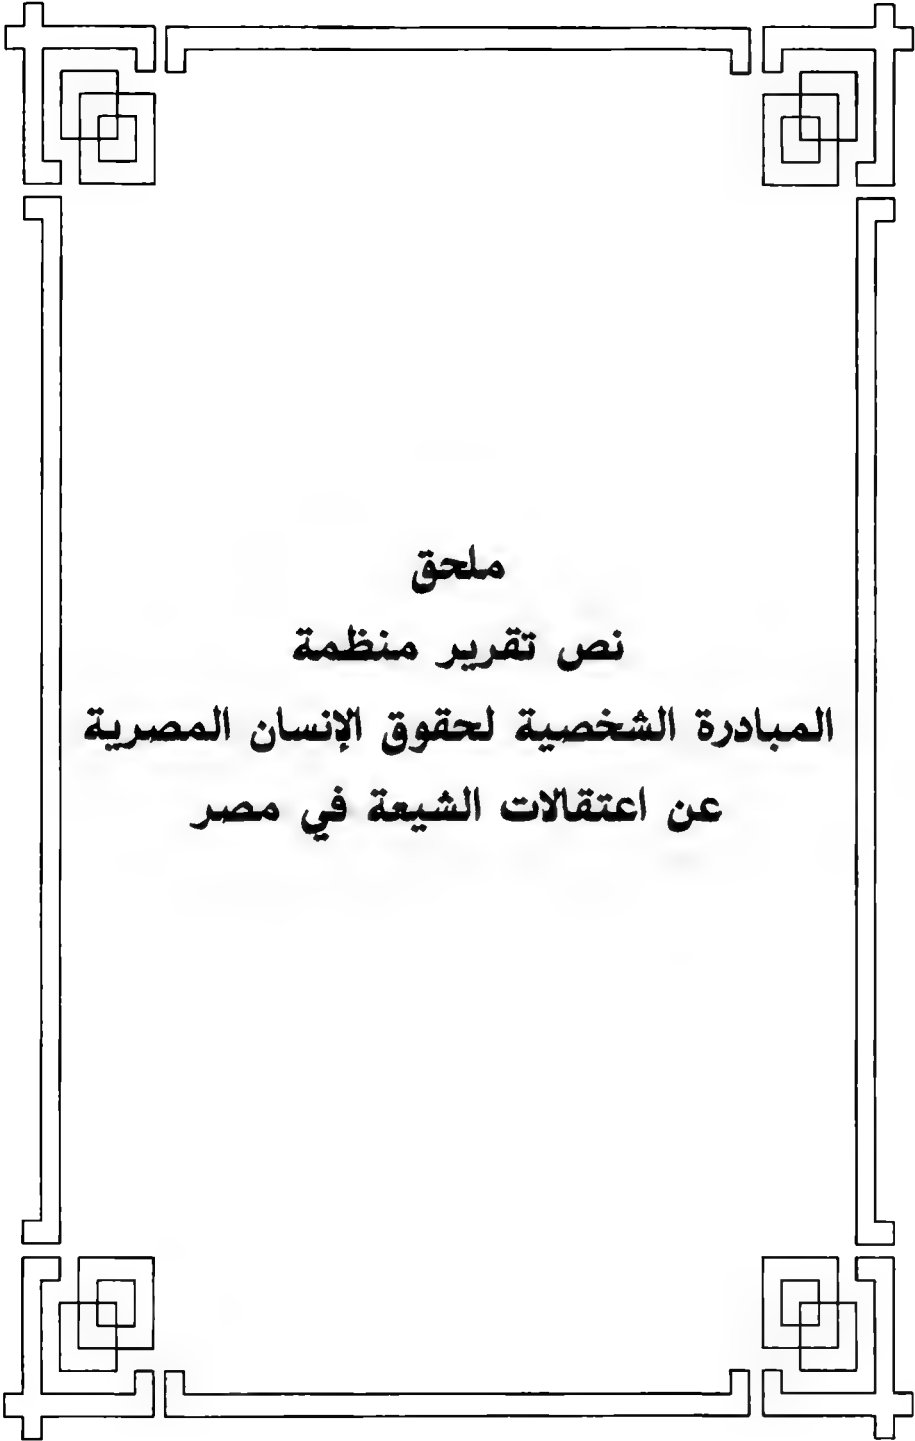 ملحق
نص تقرير منظمة
المبادرة الشخصية لحقوق الإنسان المصرية
عن اعتقالات الشيعة في مصر